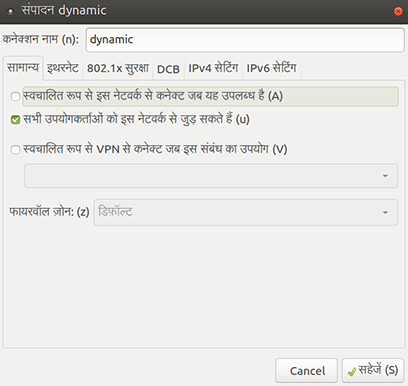 संपादन dynamic
कनेक्शन नाम (n): dynamic
सामान्य इथरनेट 802.1x सुरक्षा DCB IPv4 सेटिंग IPv6 सेटिंग
स्वचालित रूप से इस नेटवर्क से कनेक्ट जब यह उपलब्ध है (A)
सभी उपयोगकर्ताओं को इस नेटवर्क से जुड़ सकते हैं (u)
स्वचालित रूप से VPN से कनेक्ट जब इस संबंध का उपयोग (V)
फायरवॉल ज़ोन: (z) डिफ़ॉल्ट
Cancel सहेजें (S)